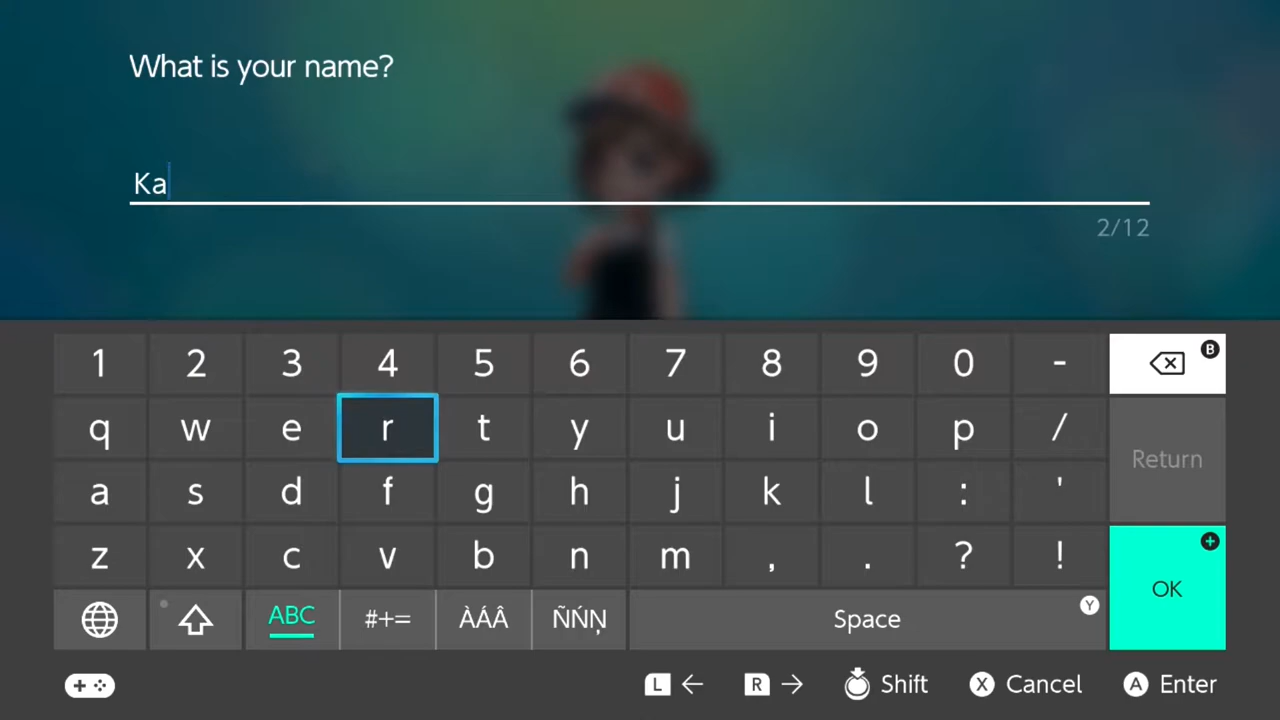 What is your name?
Ka
2/12
1 2 3 4 5 6 7 8 9 0 - B
q w e r t y u i o p / Return
a s d f g h j k l : '
z x c v b n m , . ? ! + OK
ABC #+= ÀÁÂ ÑŃŅ Space Y
L ← R → Shift X Cancel A Enter